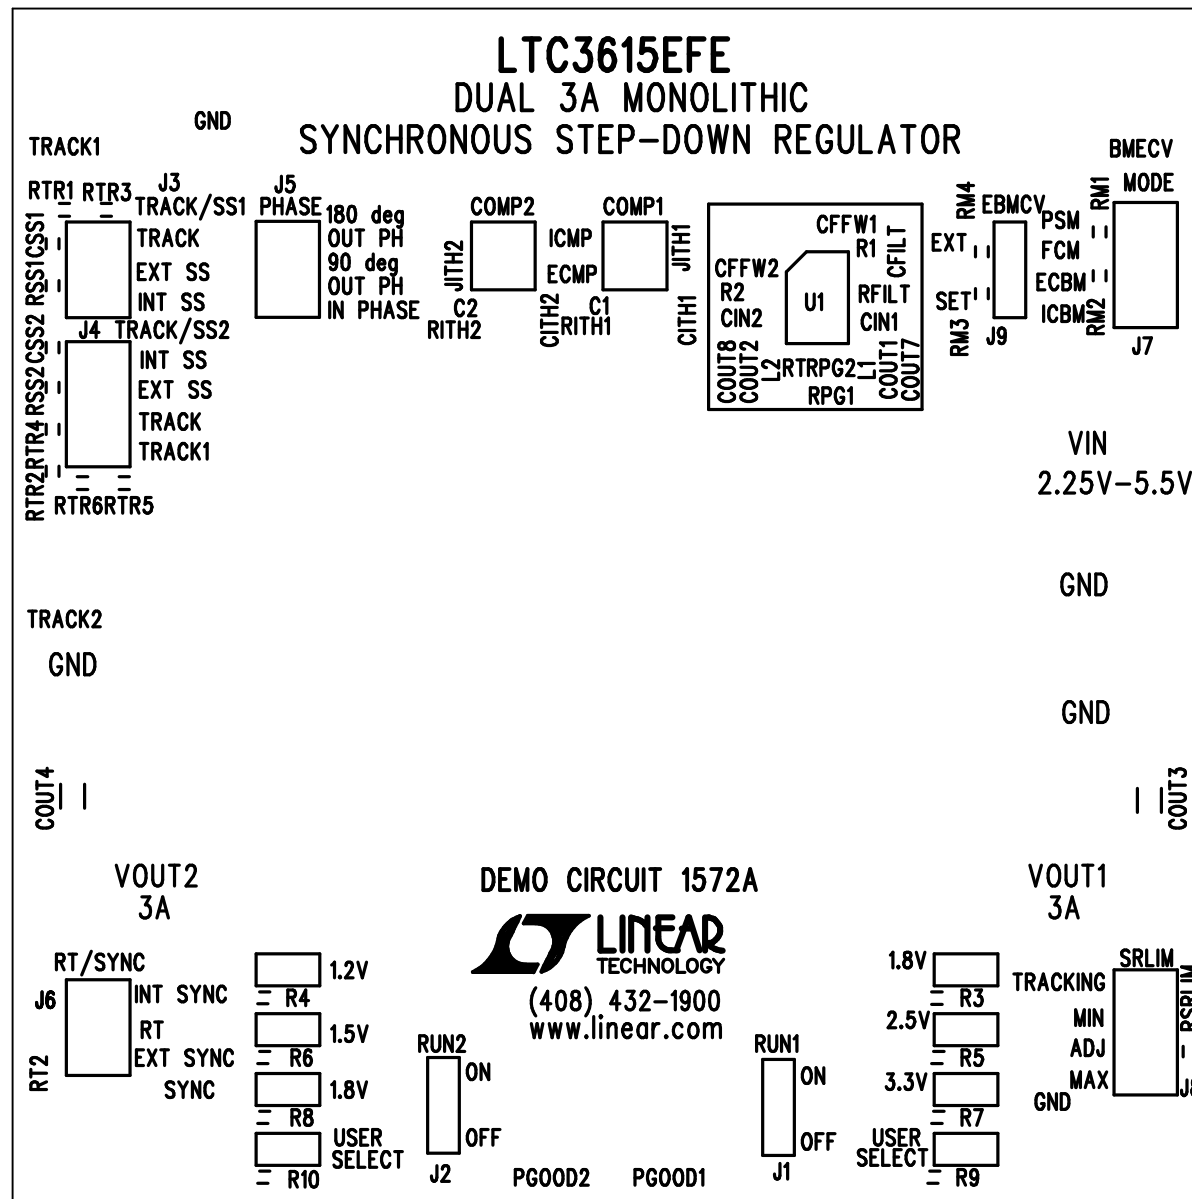 LTC3615EFE
DUAL 3A MONOLITHIC
SYNCHRONOUS STEP-DOWN REGULATOR
GND
TRACK1
RTR1
RTR3
J3
TRACK/SS1
CSS1
RSS1
TRACK
EXT SS
INT SS
J5
PHASE
180 deg
OUT PH
90 deg
OUT PH
IN PHASE
J4
TRACK/SS2
CSS2
RSS2
RTR4
RTR2
INT SS
EXT SS
TRACK
TRACK1
RTR6
RTR5
COMP2
JITH2
C2
RITH2
ICMP
ECMP
CITH2
COMP1
JITH1
C1
RITH1
CITH1
CFFW1
R1
CFILT
CFFW2
R2
CIN2
U1
RFILT
CIN1
COUT8
COUT2
L2
RTRPG2
RPG1
L1
COUT1
COUT7
BMECV
RM4
EBMCV
EXT
SET
RM3
J9
RM1
MODE
PSM
FCM
ECBM
ICBM
RM2
J7
VIN
2.25V-5.5V
GND
TRACK2
GND
GND
COUT4
COUT3
VOUT2
3A
DEMO CIRCUIT 1572A
LINEAR
TECHNOLOGY
(408) 432-1900
www.linear.com
VOUT1
3A
RT/SYNC
J6
INT SYNC
RT
EXT SYNC
SYNC
RT2
1.2V
R4
1.5V
R6
1.8V
R8
USER
SELECT
R10
RUN2
ON
OFF
J2
PGOOD2
PGOOD1
RUN1
ON
OFF
J1
1.8V
R3
2.5V
R5
3.3V
R7
USER
SELECT
R9
SRLIM
TRACKING
MIN
ADJ
MAX
GND
RSRLIM
J8